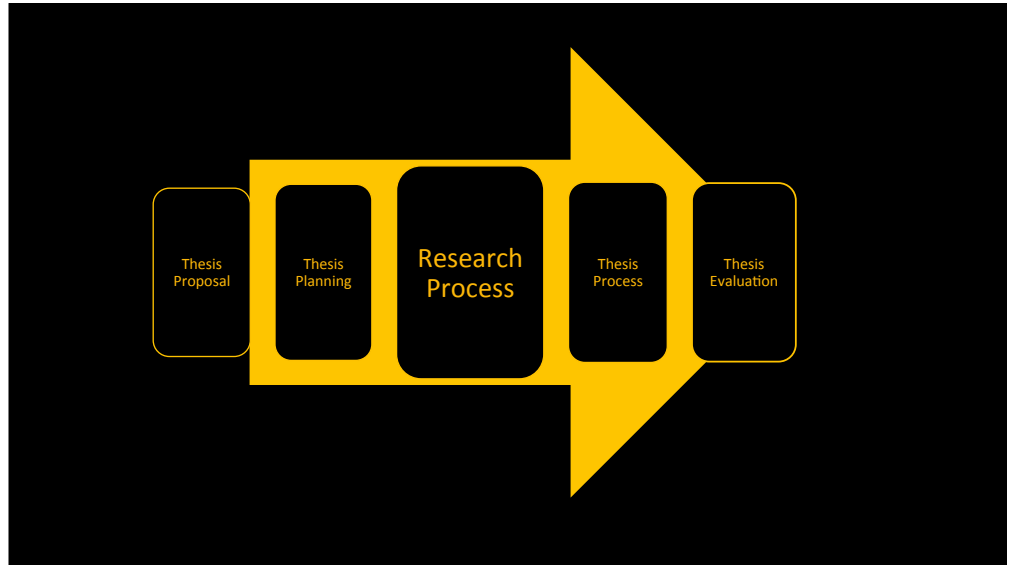 Thesis
Proposal
Thesis
Planning
Research
Process
Thesis
Process
Thesis
Evaluation